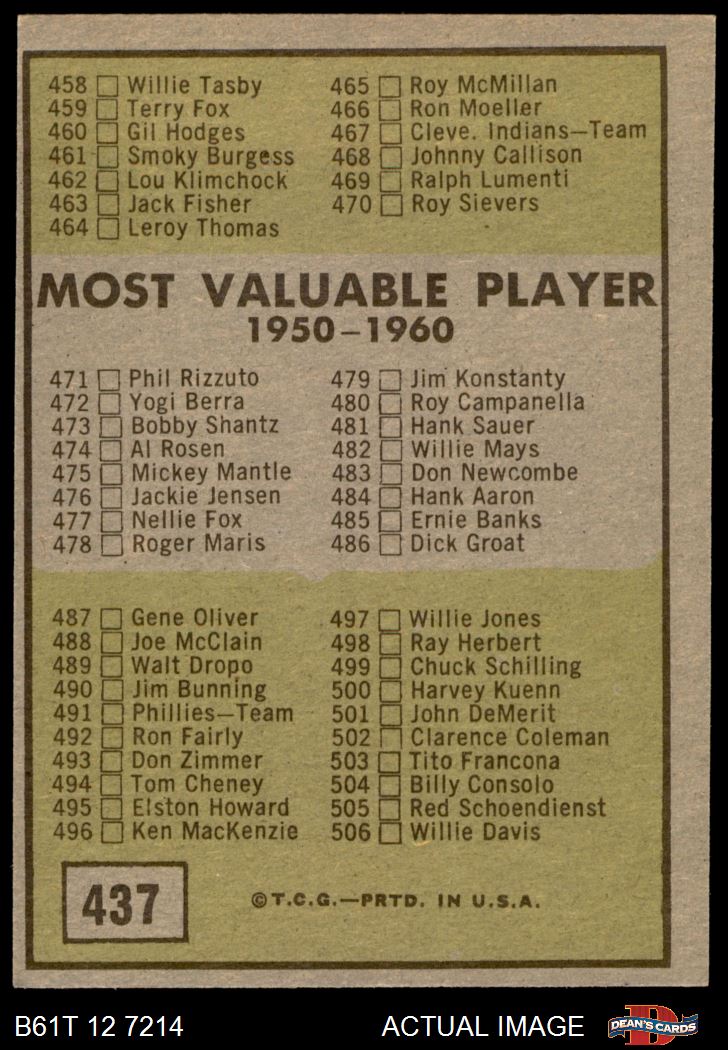 458 Willie Tasby
459 Terry Fox
460 Gil Hodges
461 Smoky Burgess
462 Lou Klimchock
463 Jack Fisher
464 Leroy Thomas
465 Roy McMillan
466 Ron Moeller
467 Cleve. Indians—Team
468 Johnny Callison
469 Ralph Lumenti
470 Roy Sievers
MOST VALUABLE PLAYER
1950–1960
471 Phil Rizzuto
472 Yogi Berra
473 Bobby Shantz
474 Al Rosen
475 Mickey Mantle
476 Jackie Jensen
477 Nellie Fox
478 Roger Maris
479 Jim Konstanty
480 Roy Campanella
481 Hank Sauer
482 Willie Mays
483 Don Newcombe
484 Hank Aaron
485 Ernie Banks
486 Dick Groat
487 Gene Oliver
488 Joe McClain
489 Walt Dropo
490 Jim Bunning
491 Phillies—Team
492 Ron Fairly
493 Don Zimmer
494 Tom Cheney
495 Elston Howard
496 Ken MacKenzie
497 Willie Jones
498 Ray Herbert
499 Chuck Schilling
500 Harvey Kuenn
501 John DeMerit
502 Clarence Coleman
503 Tito Francona
504 Billy Consolo
505 Red Schoendienst
506 Willie Davis
437
©T.C.G.—PRTD. IN U.S.A.
B61T 12 7214
ACTUAL IMAGE
D
DEAN'S CARDS